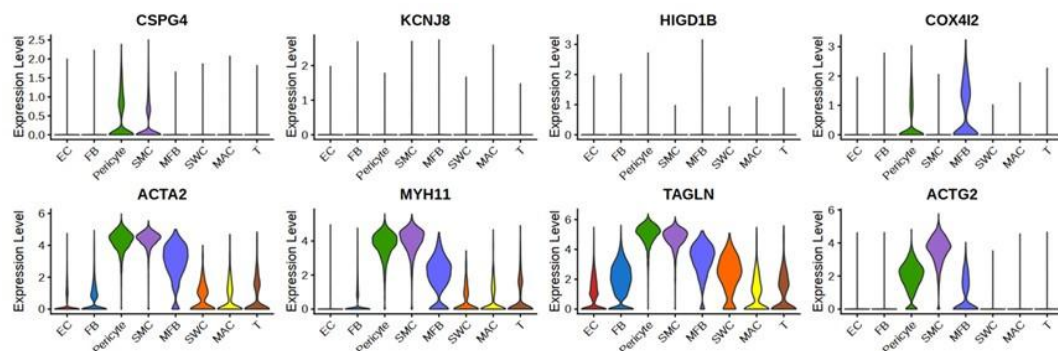 CSPG4 KCNJ8 HIGD1B COX4I2
Expression Level 2.5 2.0 1.5 1.0 0.5 0.0
Expression Level 2 1 0
Expression Level 3 2 1 0
Expression Level 3 2 1 0
EC FB Pericyte SMC MFB SWC MAC T
EC FB Pericyte SMC MFB SWC MAC T
EC FB Pericyte SMC MFB SWC MAC T
EC FB Pericyte SMC MFB SWC MAC T
ACTA2 MYH11 TAGLN ACTG2
Expression Level 6 4 2 0
Expression Level 4 2 0
Expression Level 6 4 2 0
Expression Level 6 4 2 0
EC FB Pericyte SMC MFB SWC MAC T
EC FB Pericyte SMC MFB SWC MAC T
EC FB Pericyte SMC MFB SWC MAC T
EC FB Pericyte SMC MFB SWC MAC T